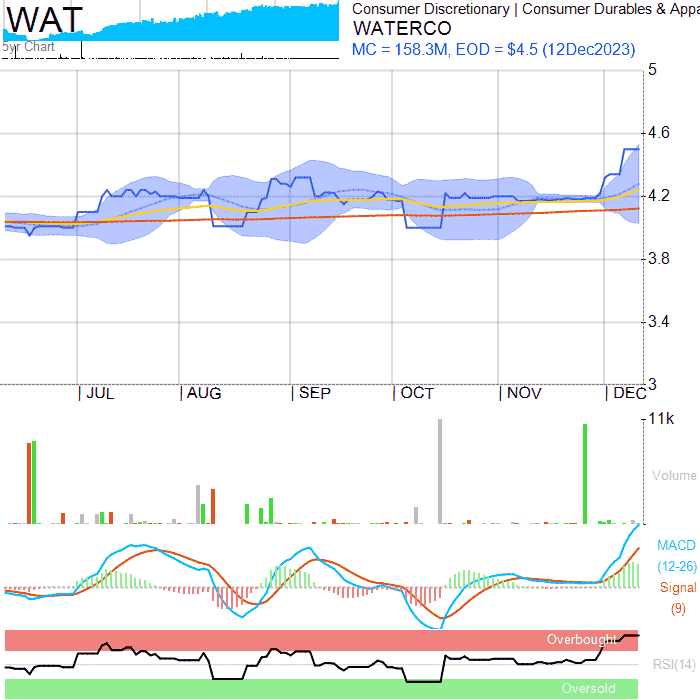 WAT
Consumer Discretionary | Consumer Durables & Appa
WATERCO
MC = 158.3M, EOD = $4.5 (12Dec2023)
5yr Chart
5
4.6
4.2
3.8
3.4
3
| JUL | AUG | SEP | OCT | NOV | DEC
11k
Volume
MACD
(12-26)
Signal
(9)
Overbought
RSI(14)
Oversold